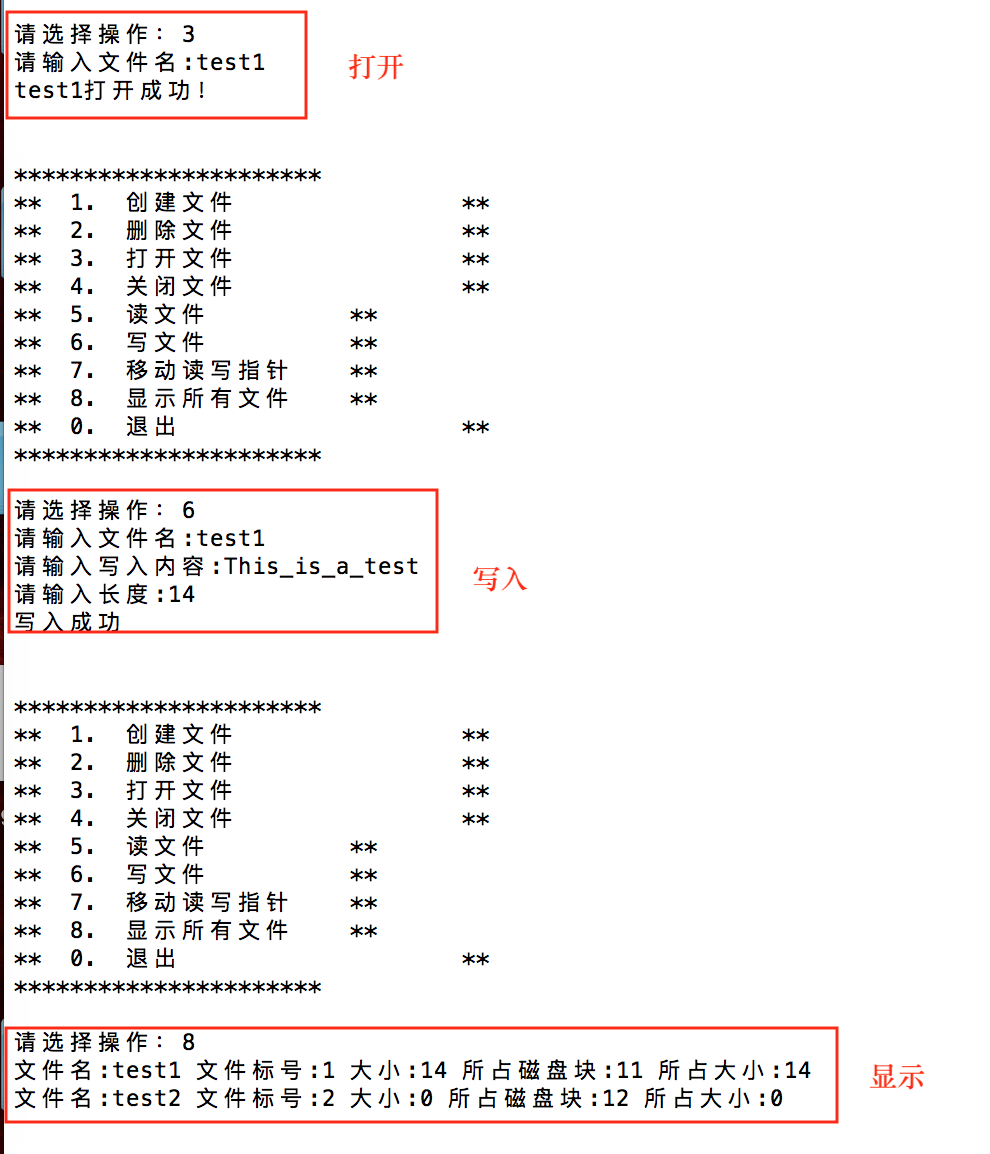 请选择操作: 3
请输入文件名:test1
test1打开成功!
打开
**********************
** 1. 创建文件 **
** 2. 删除文件 **
** 3. 打开文件 **
** 4. 关闭文件 **
** 5. 读文件 **
** 6. 写文件 **
** 7. 移动读写指针 **
** 8. 显示所有文件 **
** 0. 退出 **
**********************
请选择操作: 6
请输入文件名:test1
请输入写入内容:This_is_a_test
请输入长度:14
写入成功
写入
**********************
** 1. 创建文件 **
** 2. 删除文件 **
** 3. 打开文件 **
** 4. 关闭文件 **
** 5. 读文件 **
** 6. 写文件 **
** 7. 移动读写指针 **
** 8. 显示所有文件 **
** 0. 退出 **
**********************
请选择操作: 8
文件名:test1 文件标号:1 大小:14 所占磁盘块:11 所占大小:14
文件名:test2 文件标号:2 大小:0 所占磁盘块:12 所占大小:0
显示